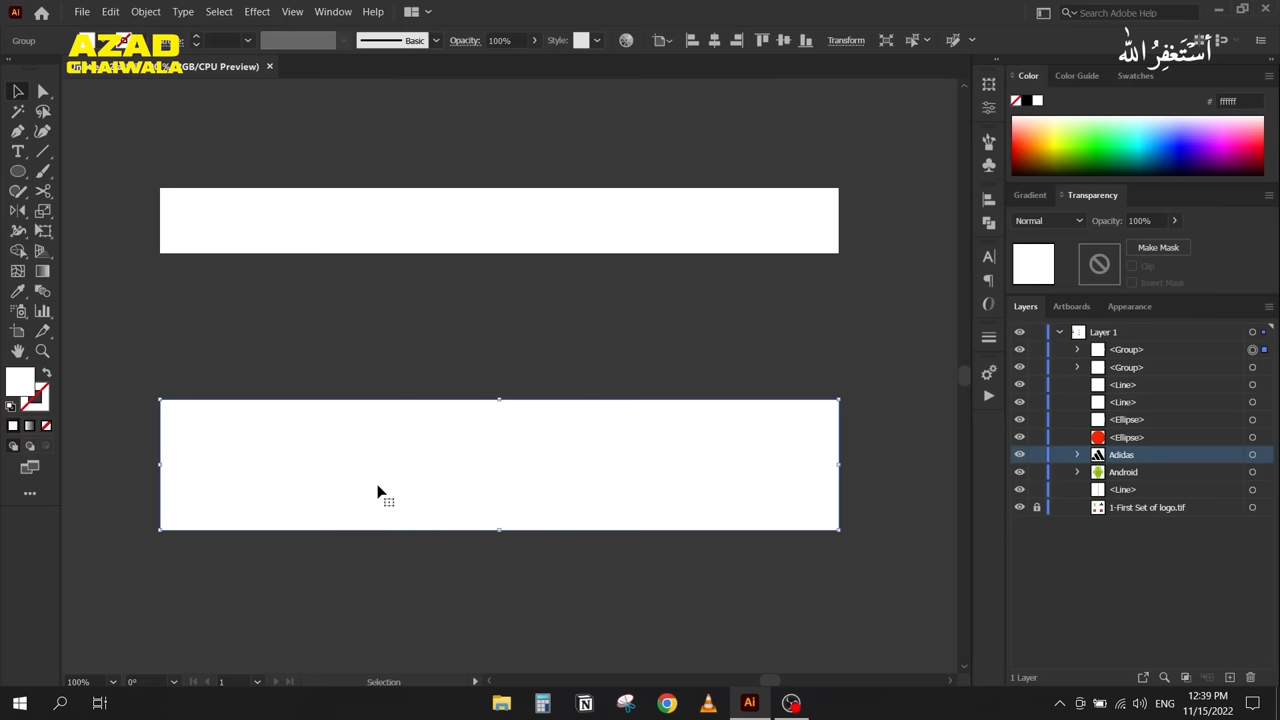 File Edit Object Type Select Effect View Window Help
Search Adobe Help
Group
Basic
Opacity: 100%
Style:
Transform
AZAD
CHAIWALA
GB/CPU Preview)
أستغفر الله
Color Color Guide Swatches
# ffffff
Gradient Transparency
Normal Opacity: 100%
Make Mask
Clip
Invert Mask
Layers Artboards Appearance
Layer 1
<Group>
<Group>
<Line>
<Line>
<Ellipse>
<Ellipse>
Adidas
Android
<Line>
1-First Set of logo.tif
100% 0° 1 Selection
1 Layer
ENG
12:39 PM
11/15/2022